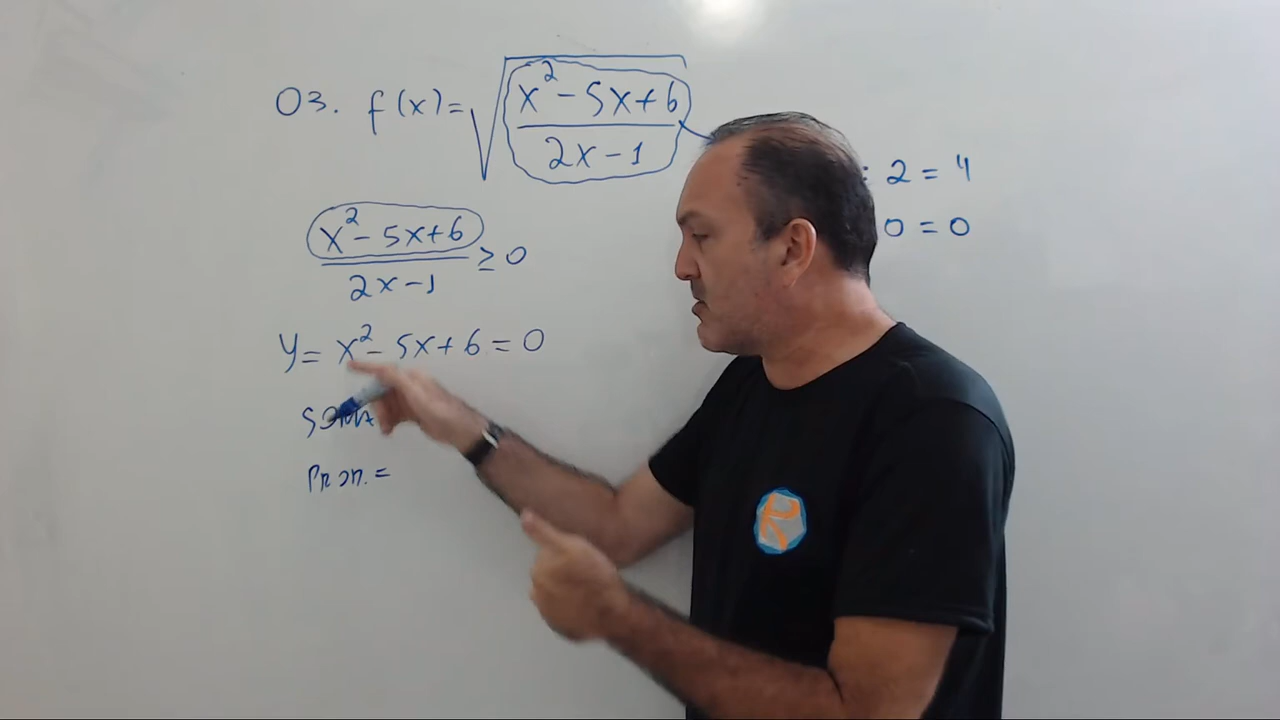 03. f(x)=√((x²-5x+6)/(2x-1))
: 2 = 4
0 = 0
(x²-5x+6)/(2x-1) ≥ 0
y= x²-5x+6=0
SOMA
PROD.=
R